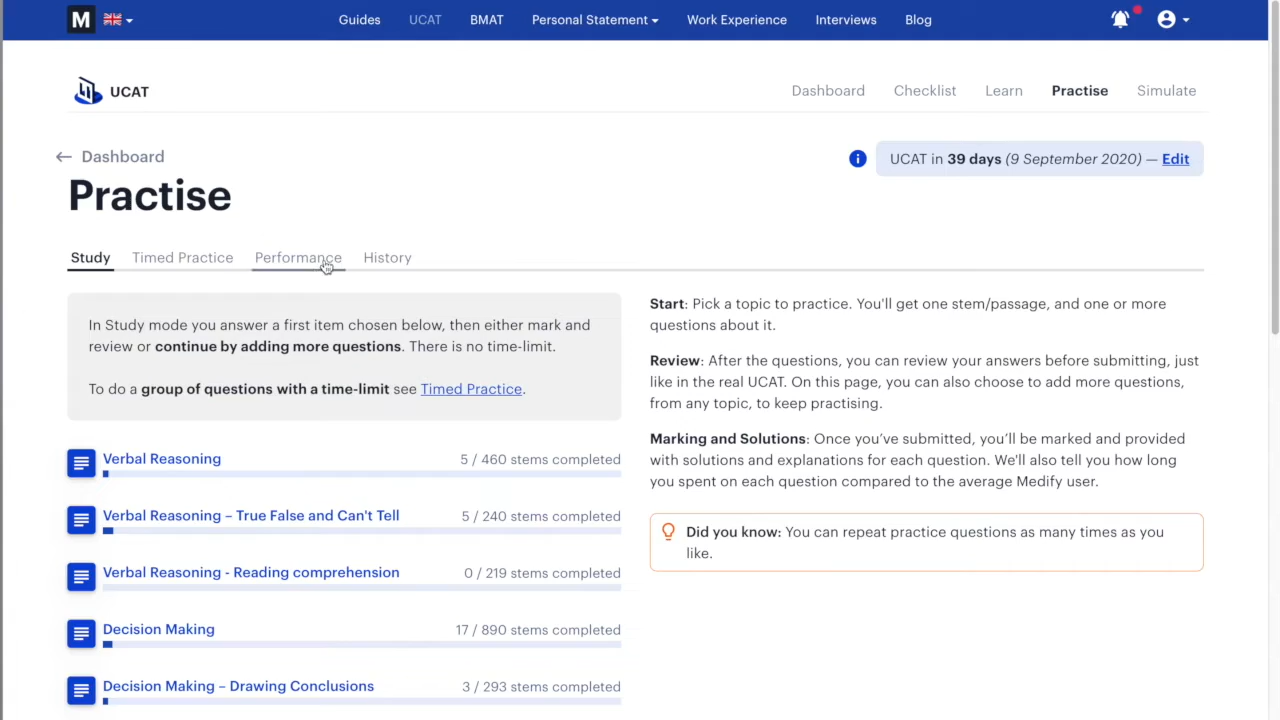 M Guides UCAT BMAT Personal Statement Work Experience Interviews Blog
UCAT Dashboard Checklist Learn Practise Simulate
← Dashboard
UCAT in 39 days (9 September 2020) — Edit
Practise
Study Timed Practice Performance History
In Study mode you answer a first item chosen below, then either mark and
review or continue by adding more questions. There is no time-limit.
To do a group of questions with a time-limit see Timed Practice.
Verbal Reasoning 5 / 460 stems completed
Verbal Reasoning – True False and Can't Tell 5 / 240 stems completed
Verbal Reasoning - Reading comprehension 0 / 219 stems completed
Decision Making 17 / 890 stems completed
Decision Making – Drawing Conclusions 3 / 293 stems completed
Start: Pick a topic to practice. You'll get one stem/passage, and one or more
questions about it.
Review: After the questions, you can review your answers before submitting, just
like in the real UCAT. On this page, you can also choose to add more questions,
from any topic, to keep practising.
Marking and Solutions: Once you've submitted, you'll be marked and provided
with solutions and explanations for each question. We'll also tell you how long
you spent on each question compared to the average Medify user.
Did you know: You can repeat practice questions as many times as you
like.